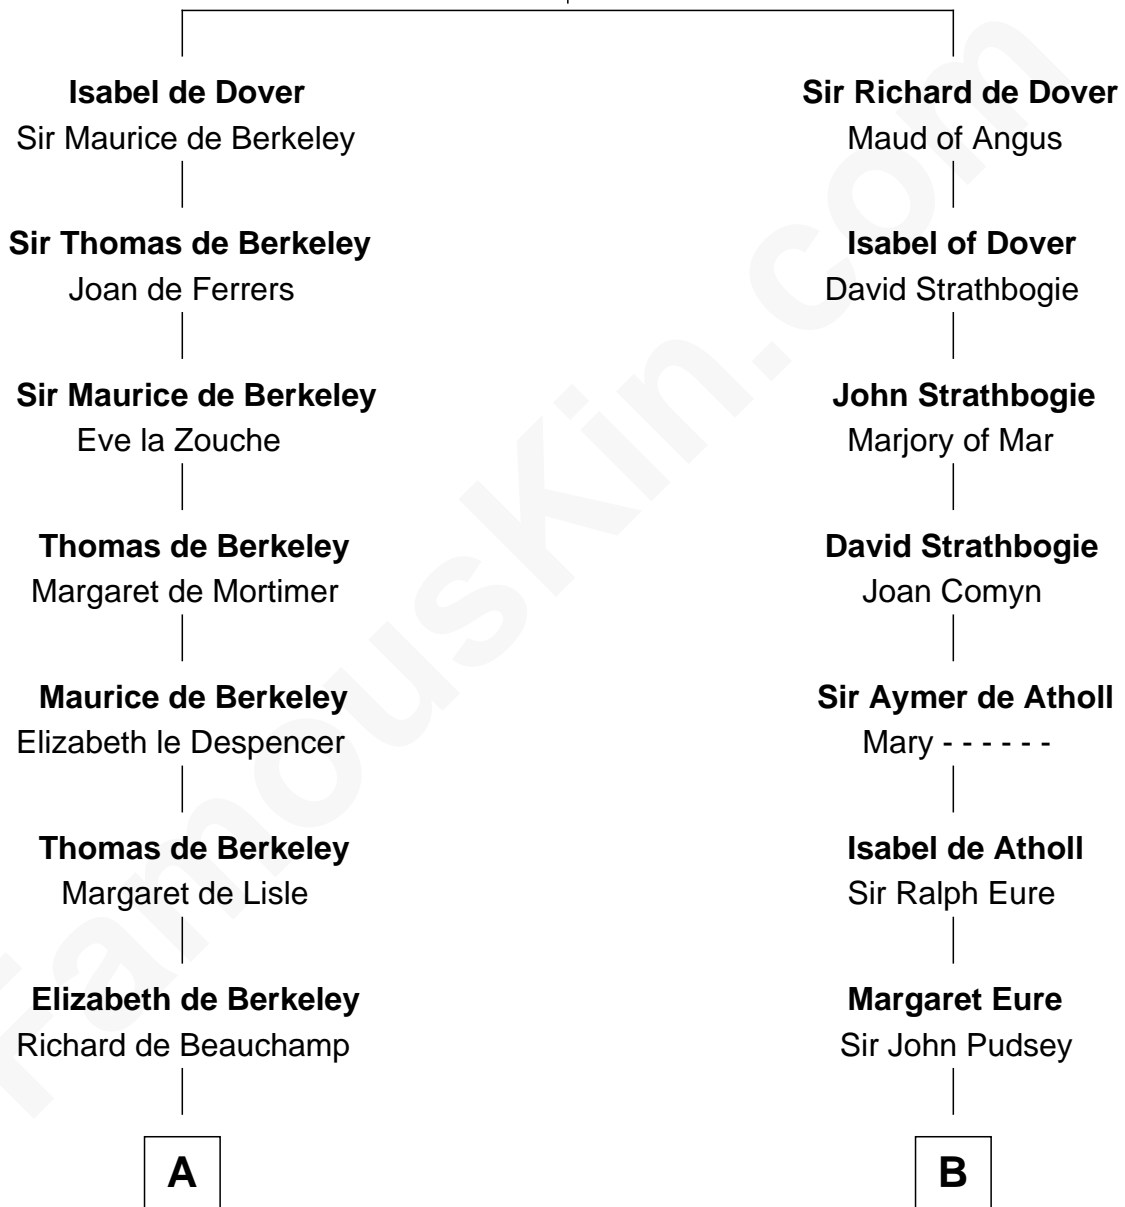 Isabel de Dover
Sir Maurice de Berkeley
Sir Thomas de Berkeley
Joan de Ferrers
Sir Maurice de Berkeley
Eve la Zouche
Thomas de Berkeley
Margaret de Mortimer
Maurice de Berkeley
Elizabeth le Despencer
Thomas de Berkeley
Margaret de Lisle
Elizabeth de Berkeley
Richard de Beauchamp
A
Sir Richard de Dover
Maud of Angus
Isabel of Dover
David Strathbogie
John Strathbogie
Marjory of Mar
David Strathbogie
Joan Comyn
Sir Aymer de Atholl
Mary - - - - - -
Isabel de Atholl
Sir Ralph Eure
Margaret Eure
Sir John Pudsey
B
FamousKin.com